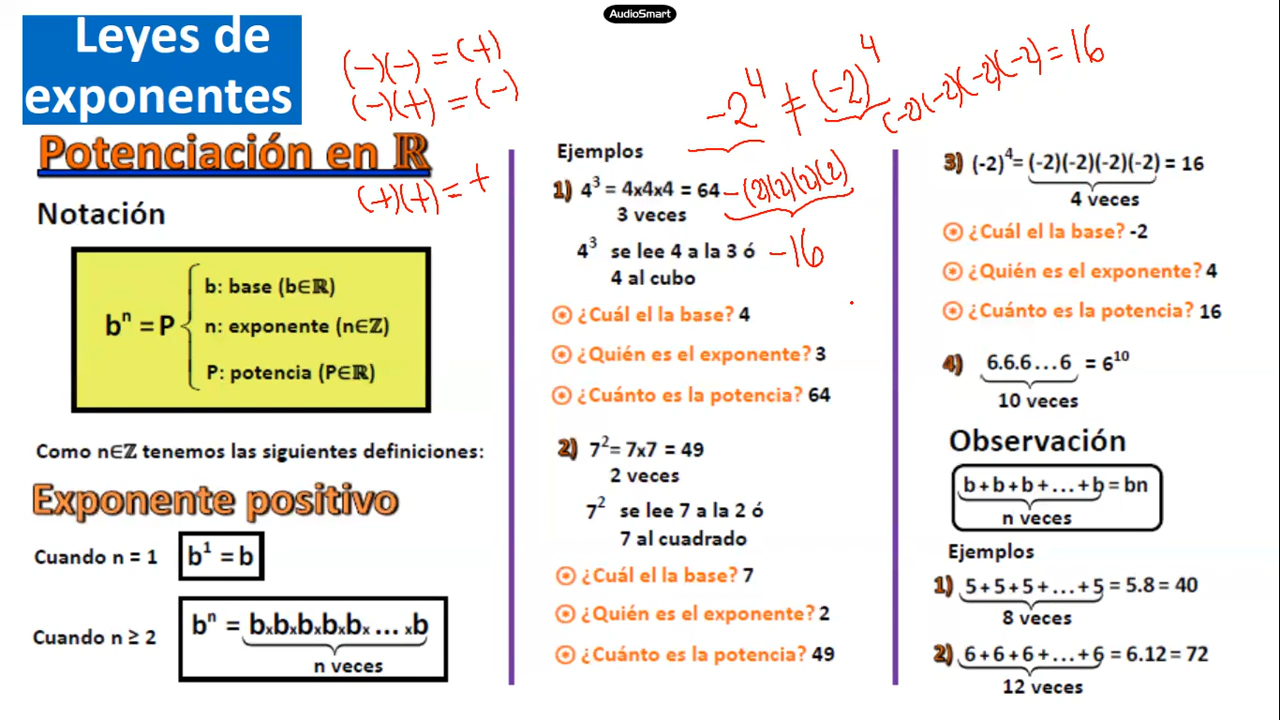 AudioSmart
Leyes de
exponentes
(-)(-) = (+)
(-)(+) = (-)
(+)(+) = +
-2⁴ ≠ (-2)⁴
(-2)(-2)(-2)(-2) = 16
-(2)(2)(2)(2)
-16
Potenciación en ℝ
Notación
bⁿ = P
b: base (b∈ℝ)
n: exponente (n∈ℤ)
P: potencia (P∈ℝ)
Como n∈ℤ tenemos las siguientes definiciones:
Exponente positivo
Cuando n = 1
b¹ = b
Cuando n ≥ 2
bⁿ = bxbxbxbxbx ... xb
n veces
Ejemplos
1) 4³ = 4x4x4 = 64
3 veces
4³ se lee 4 a la 3 ó
4 al cubo
¿Cuál el la base? 4
¿Quién es el exponente? 3
¿Cuánto es la potencia? 64
2) 7² = 7x7 = 49
2 veces
7² se lee 7 a la 2 ó
7 al cuadrado
¿Cuál el la base? 7
¿Quién es el exponente? 2
¿Cuánto es la potencia? 49
3) (-2)⁴ = (-2)(-2)(-2)(-2) = 16
4 veces
¿Cuál el la base? -2
¿Quién es el exponente? 4
¿Cuánto es la potencia? 16
4) 6.6.6 ...6 = 6¹⁰
10 veces
Observación
b + b + b + ... + b = bn
n veces
Ejemplos
1) 5 + 5 + 5 + ... + 5 = 5.8 = 40
8 veces
2) 6 + 6 + 6 + ... + 6 = 6.12 = 72
12 veces